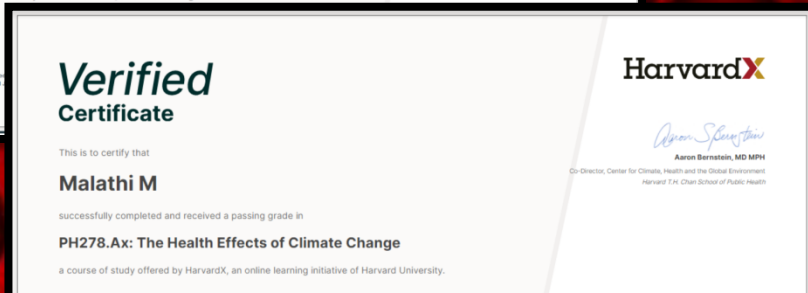 Verified
Certificate
This is to certify that
Malathi M
successfully completed and received a passing grade in
PH278.Ax: The Health Effects of Climate Change
a course of study offered by HarvardX, an online learning initiative of Harvard University.
HarvardX
Aaron S Bernstein
Aaron Bernstein, MD MPH
Co-Director, Center for Climate, Health and the Global Environment
Harvard T.H. Chan School of Public Health